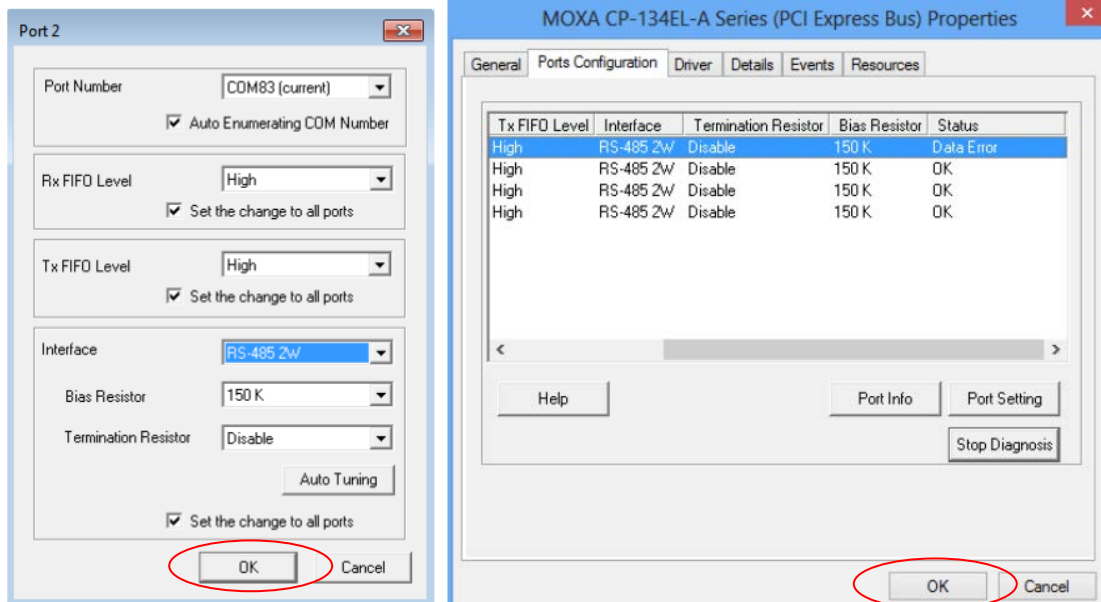 Port 2
Port Number
COM83 (current)
Auto Enumerating COM Number
Rx FIFO Level
High
Set the change to all ports
Tx FIFO Level
High
Set the change to all ports
Interface
RS-485 2W
Bias Resistor
150 K
Termination Resistor
Disable
Auto Tuning
Set the change to all ports
OK Cancel
MOXA CP-134EL-A Series (PCI Express Bus) Properties
General Ports Configuration Driver Details Events Resources
Tx FIFO Level Interface Termination Resistor Bias Resistor Status
High RS-485 2W Disable 150 K Data Error
High RS-485 2W Disable 150 K OK
High RS-485 2W Disable 150 K OK
High RS-485 2W Disable 150 K OK
Help Port Info Port Setting
Stop Diagnosis
OK Cancel